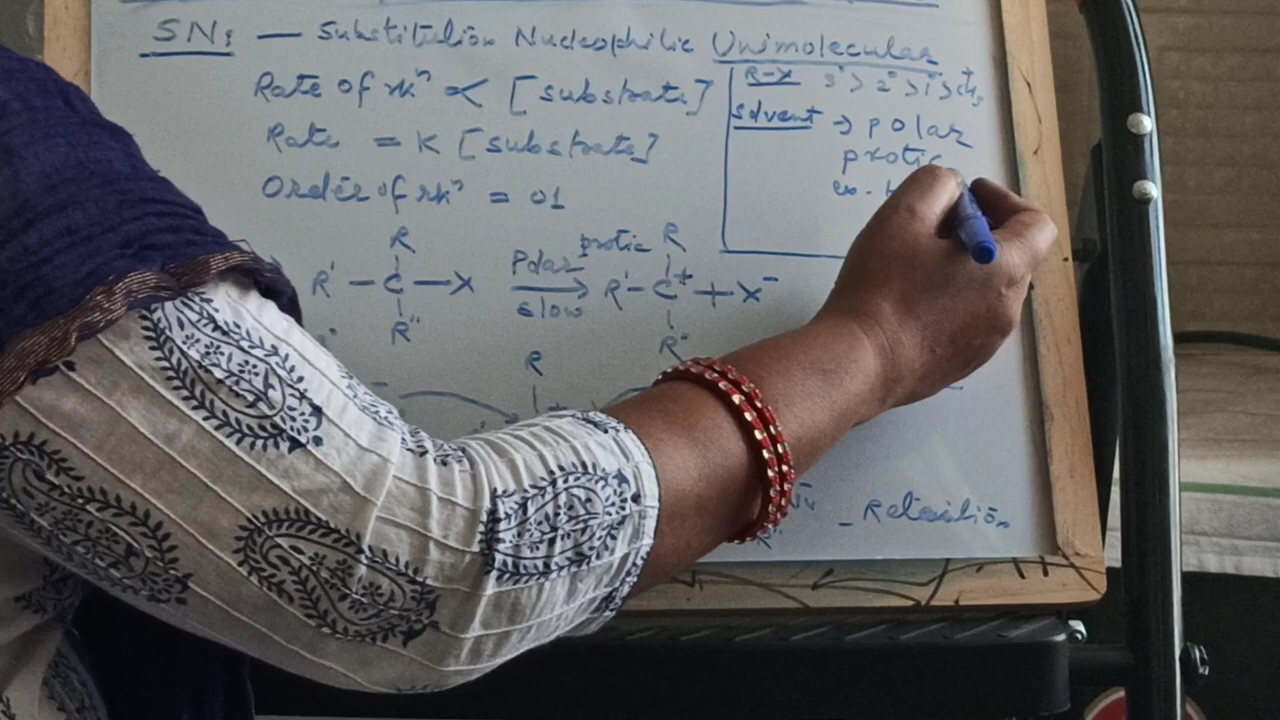 SN1 — Substitution Nucleophilic Unimolecular
Rate of rxⁿ ∝ [substrate]
Rate = K [substrate]
Order of rxⁿ = 01
R-X 3° > 2° > 1° > CH₃
Solvent → polar
protic
ex.
R
R' — C — X
R''
Polar protic
slow
R
R' - C⁺ + X⁻
R''
R
- Retention